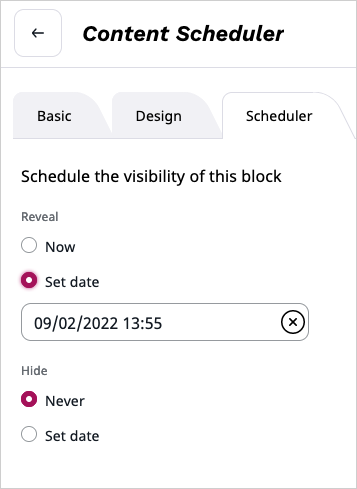 Content Scheduler
Basic Design Scheduler
Schedule the visibility of this block
Reveal
Now
Set date
09/02/2022 13:55
Hide
Never
Set date